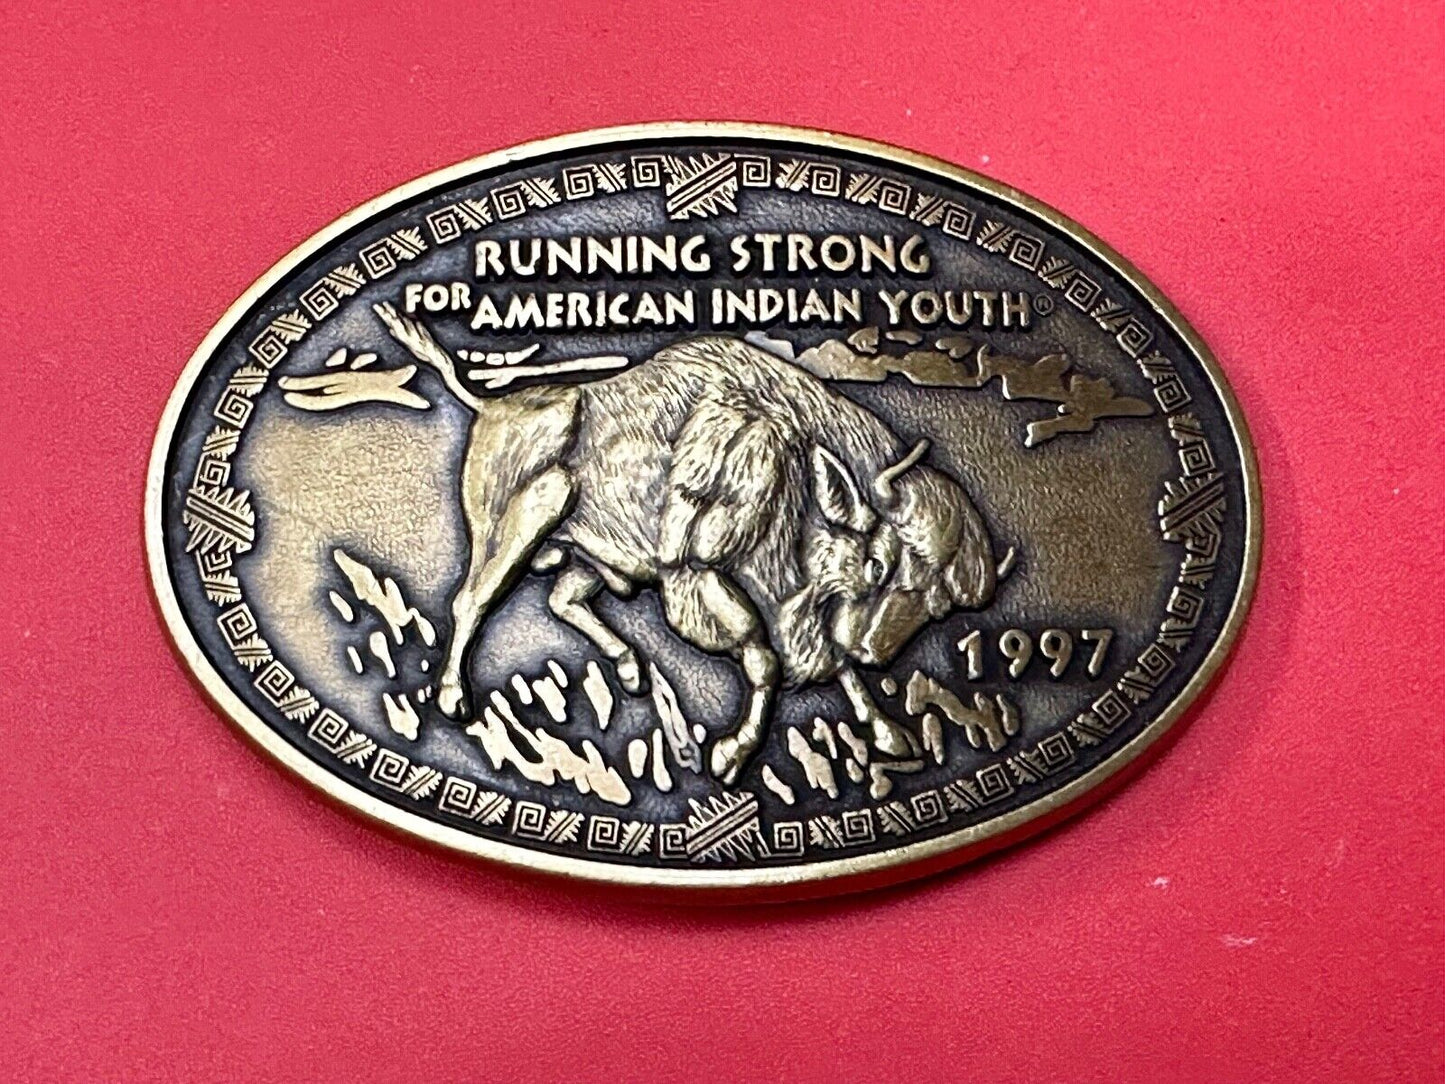 RUNNING STRONG
FOR AMERICAN INDIAN YOUTH®
1997